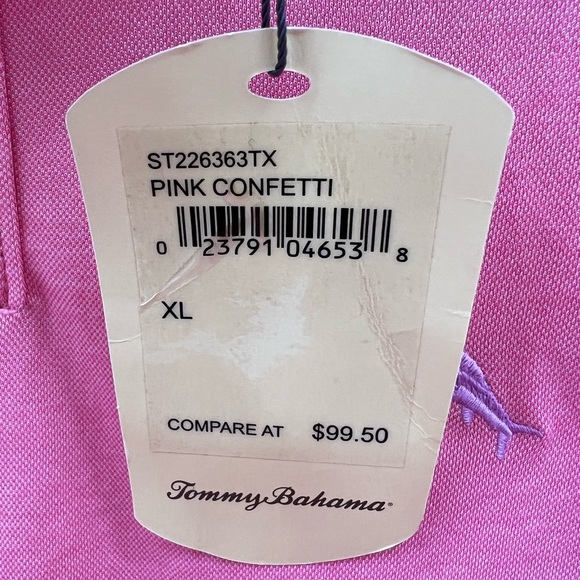 ST226363TX
PINK CONFETTI
0 23791 04653 8
XL
COMPARE AT $99.50
Tommy Bahama®